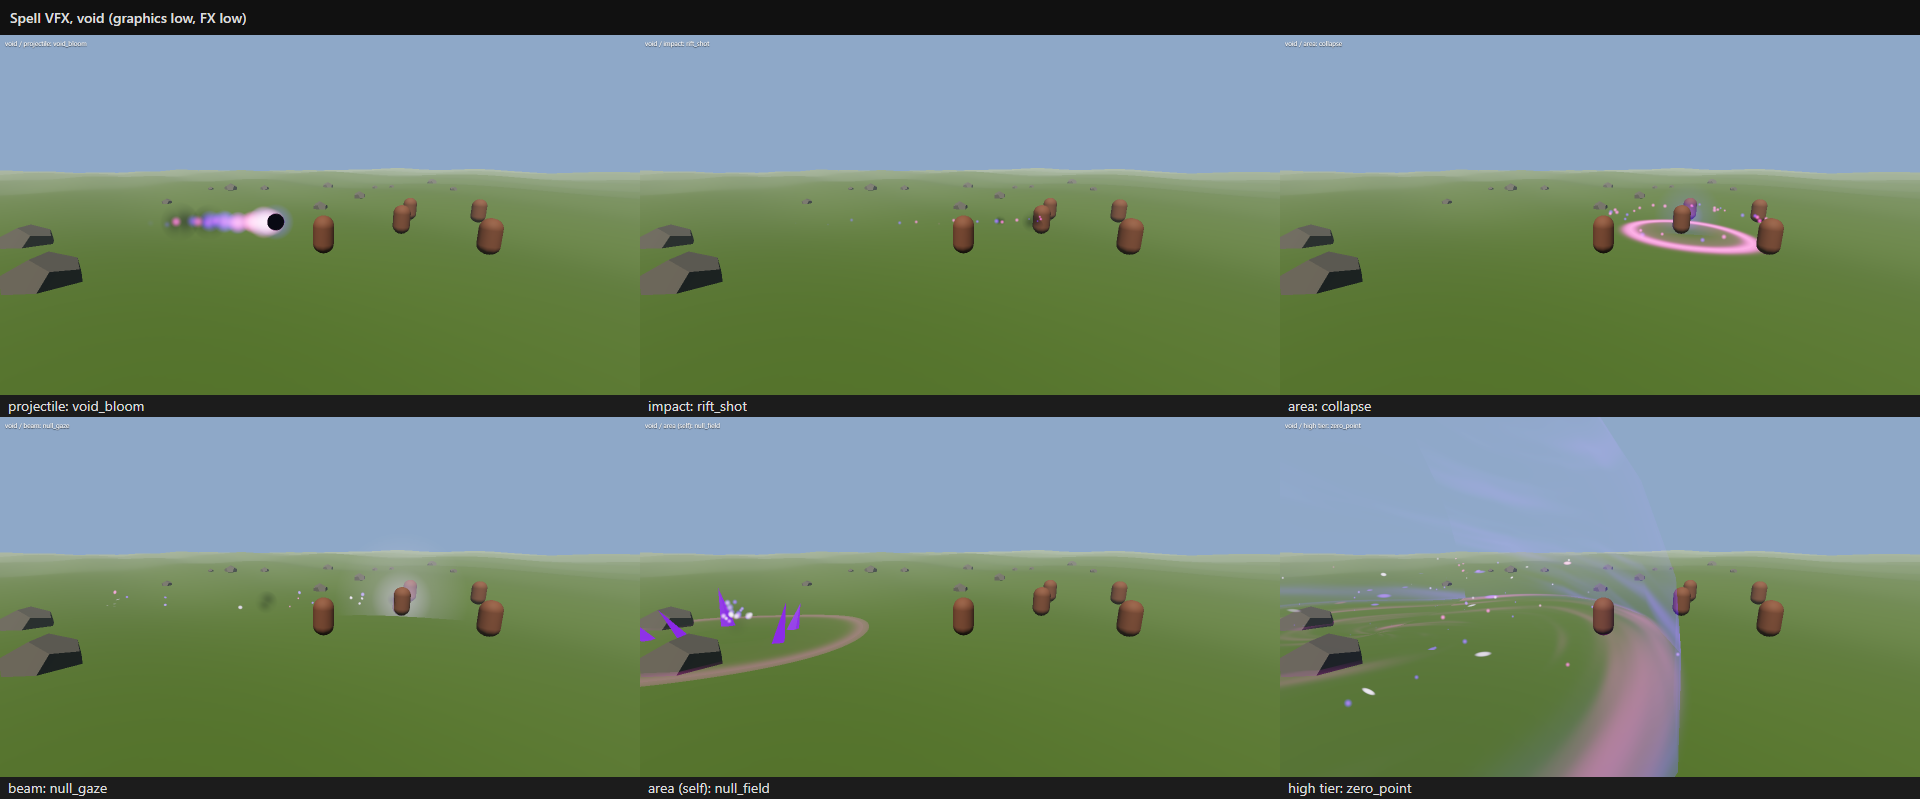 Spell VFX, void (graphics low, FX low)
void / projectile: void_bloom
void / impact: rift_shot
void / area: collapse
projectile: void_bloom
impact: rift_shot
area: collapse
void / beam: null_gaze
void / area (self): null_field
void / high tier: zero_point
beam: null_gaze
area (self): null_field
high tier: zero_point